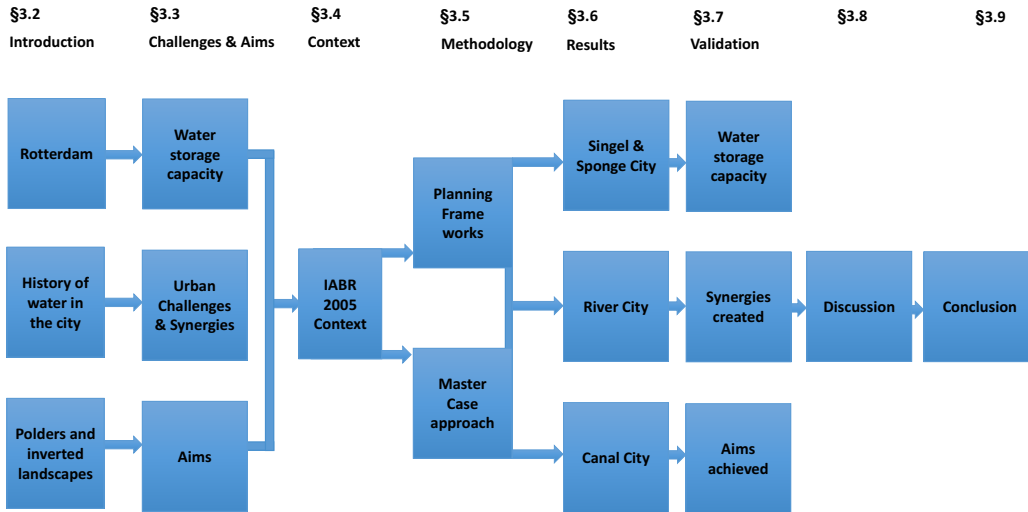 §3.2
§3.3
§3.4
§3.5
§3.6
§3.7
§3.8
§3.9
Introduction
Challenges & Aims
Context
Methodology
Results
Validation
Rotterdam
Water
storage
capacity
Singel &
Sponge City
Water
storage
capacity
Planning
Frame
works
History of
water in
the city
Urban
Challenges
& Synergies
IABR
2005
Context
River City
Synergies
created
Discussion
Conclusion
Master
Case
approach
Polders and
inverted
landscapes
Aims
Canal City
Aims
achieved